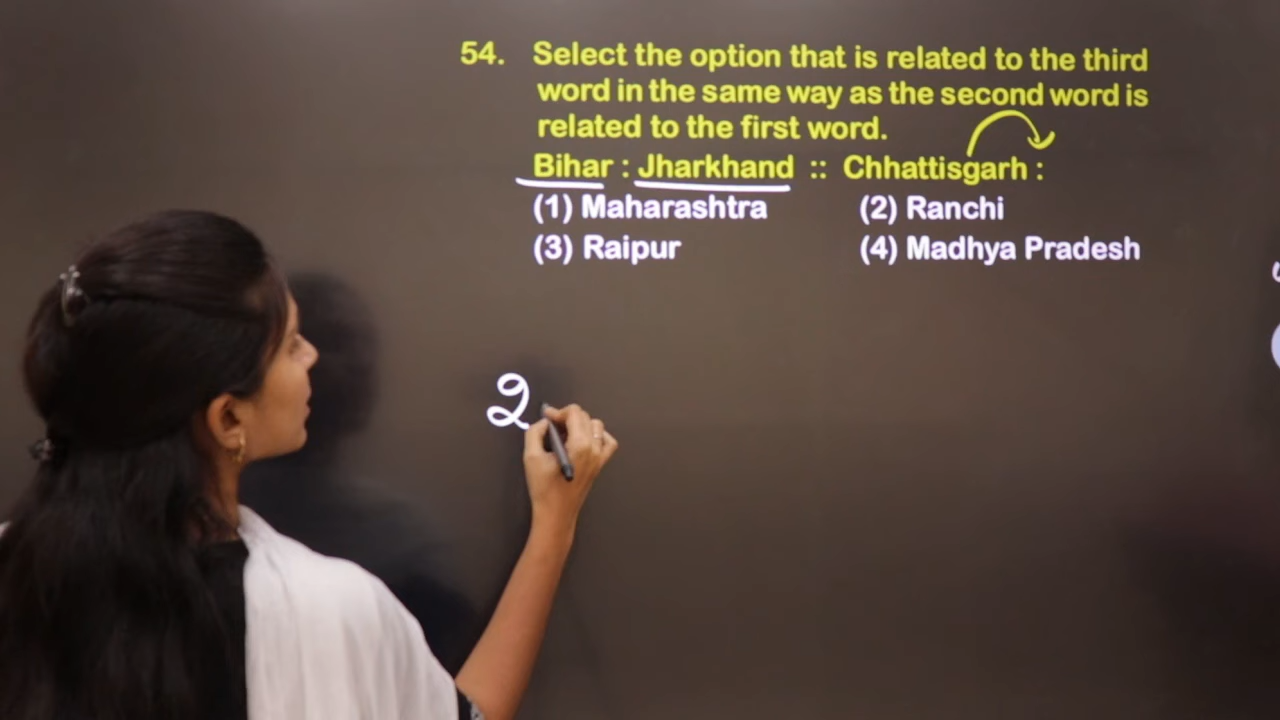 54. Select the option that is related to the third
word in the same way as the second word is
related to the first word.
Bihar : Jharkhand :: Chhattisgarh :
(1) Maharashtra (2) Ranchi
(3) Raipur (4) Madhya Pradesh
2